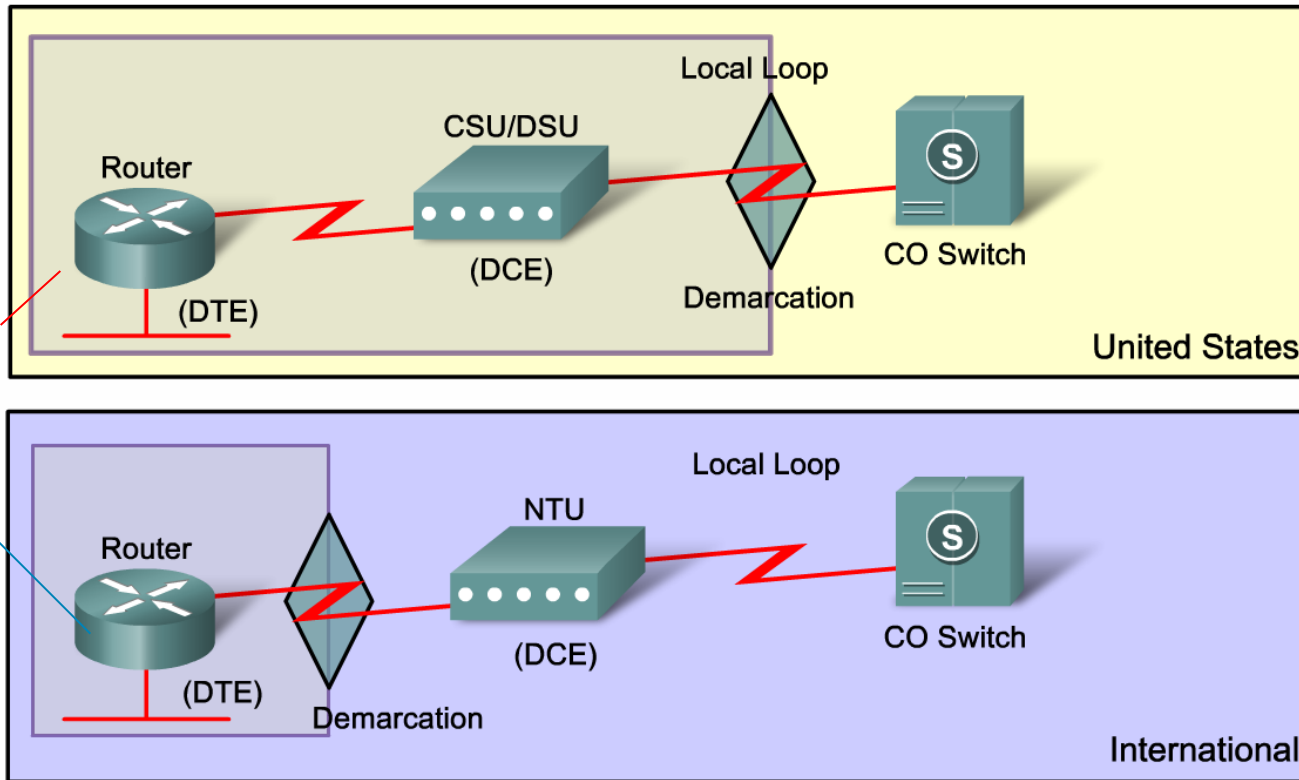 Local Loop
CSU/DSU
Router
S
CO Switch
(DCE)
Demarcation
(DTE)
United States
Local Loop
NTU
Router
S
CO Switch
(DCE)
(DTE)
Demarcation
International